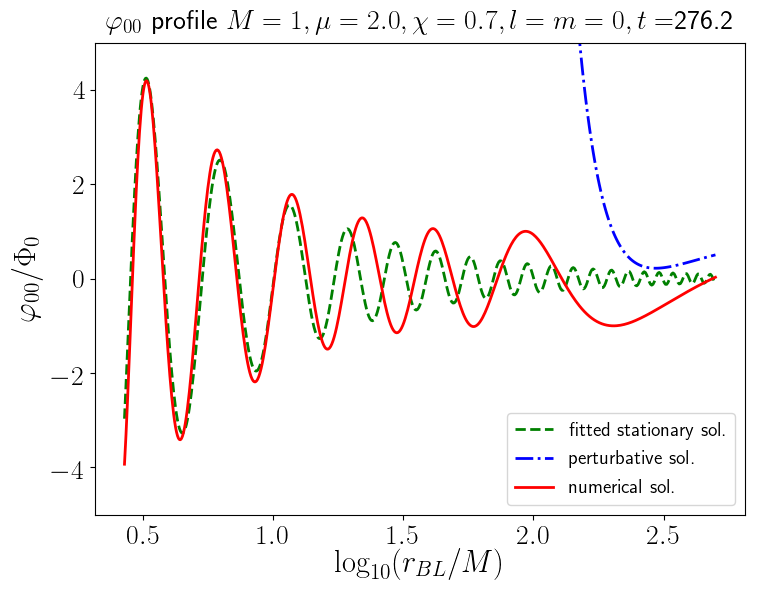 φ₀₀ profile M = 1, μ = 2.0, χ = 0.7, l = m = 0, t =276.2
φ₀₀/Φ₀
4
2
0
−2
−4
fitted stationary sol.
perturbative sol.
numerical sol.
0.5 1.0 1.5 2.0 2.5
log₁₀(r_BL/M)